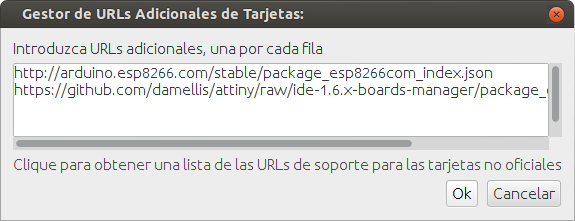 Gestor de URLs Adicionales de Tarjetas:
Introduzca URLs adicionales, una por cada fila
http://arduino.esp8266.com/stable/package_esp8266com_index.json
https://github.com/damellis/attiny/raw/ide-1.6.x-boards-manager/package_
Clique para obtener una lista de las URLs de soporte para las tarjetas no oficiales
Ok Cancelar